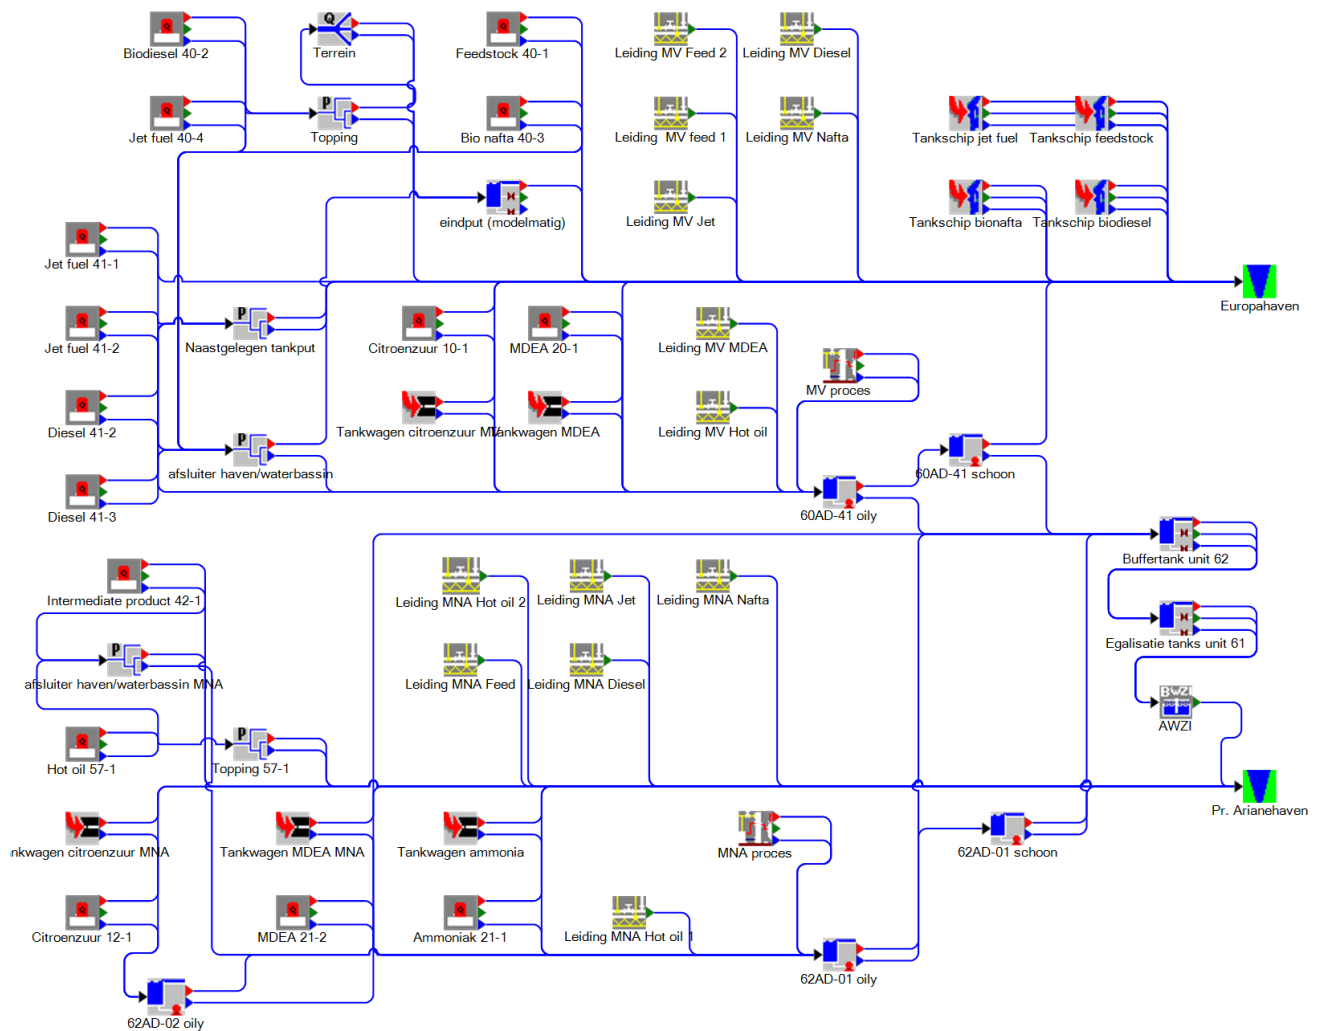 Biodiesel 40-2
Terrein
Feedstock 40-1
Leiding MV Feed 2
Leiding MV Diesel
Jet fuel 40-4
Topping
Bio nafta 40-3
Leiding  MV feed 1
Leiding MV Nafta
Tankschip jet fuel
Tankschip feedstock
eindput (modelmatig)
Leiding MV Jet
Tankschip bionafta
Tankschip biodiesel
Jet fuel 41-1
Europahaven
Jet fuel 41-2
Naastgelegen tankput
Citroenzuur 10-1
MDEA 20-1
Leiding MV MDEA
MV proces
Diesel 41-2
Tankwagen citroenzuur MV
Tankwagen MDEA
Leiding MV Hot oil
afsluiter haven/waterbassin
60AD-41 schoon
Diesel 41-3
60AD-41 oily
Buffertank unit 62
Intermediate product 42-1
Leiding MNA Hot oil 2
Leiding MNA Jet
Leiding MNA Nafta
Egalisatie tanks unit 61
afsluiter haven/waterbassin MNA
Leiding MNA Feed
Leiding MNA Diesel
BWZI
AWZI
Hot oil 57-1
Topping 57-1
Pr. Arianehaven
nkwagen citroenzuur MNA
Tankwagen MDEA MNA
Tankwagen ammonia
MNA proces
62AD-01 schoon
Citroenzuur 12-1
MDEA 21-2
Ammoniak 21-1
Leiding MNA Hot oil 1
62AD-01 oily
62AD-02 oily